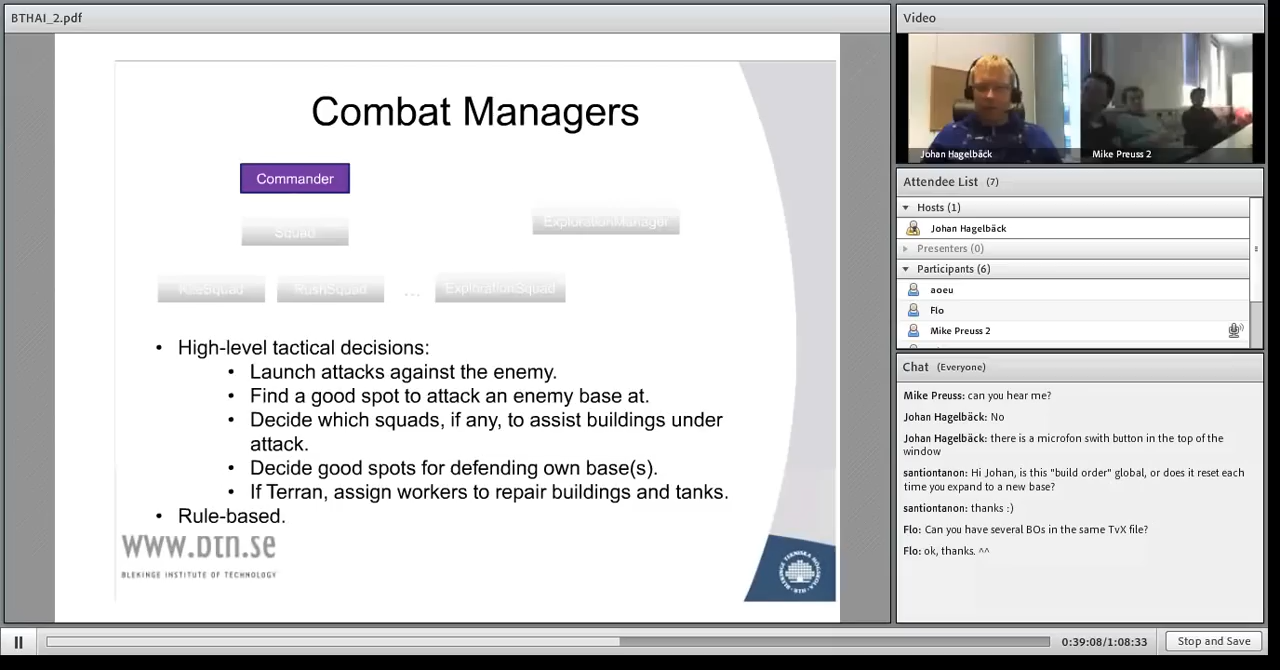 BTHAI_2.pdf
Combat Managers
Commander
Squad
ExplorationManager
KiteSquad
RushSquad
...
ExplorationSquad
• High-level tactical decisions:
• Launch attacks against the enemy.
• Find a good spot to attack an enemy base at.
• Decide which squads, if any, to assist buildings under
attack.
• Decide good spots for defending own base(s).
• If Terran, assign workers to repair buildings and tanks.
• Rule-based.
www.bth.se
BLEKINGE INSTITUTE OF TECHNOLOGY
Video
Johan Hagelbäck
Mike Preuss 2
Attendee List (7)
Hosts (1)
Johan Hagelbäck
Presenters (0)
Participants (6)
aoeu
Flo
Mike Preuss 2
Chat (Everyone)
Mike Preuss: can you hear me?
Johan Hagelbäck: No
Johan Hagelbäck: there is a microfon swith button in the top of the
window
santiontanon: Hi Johan, is this "build order" global, or does it reset each
time you expand to a new base?
santiontanon: thanks :)
Flo: Can you have several BOs in the same TvX file?
Flo: ok, thanks. ^^
0:39:08/1:08:33
Stop and Save